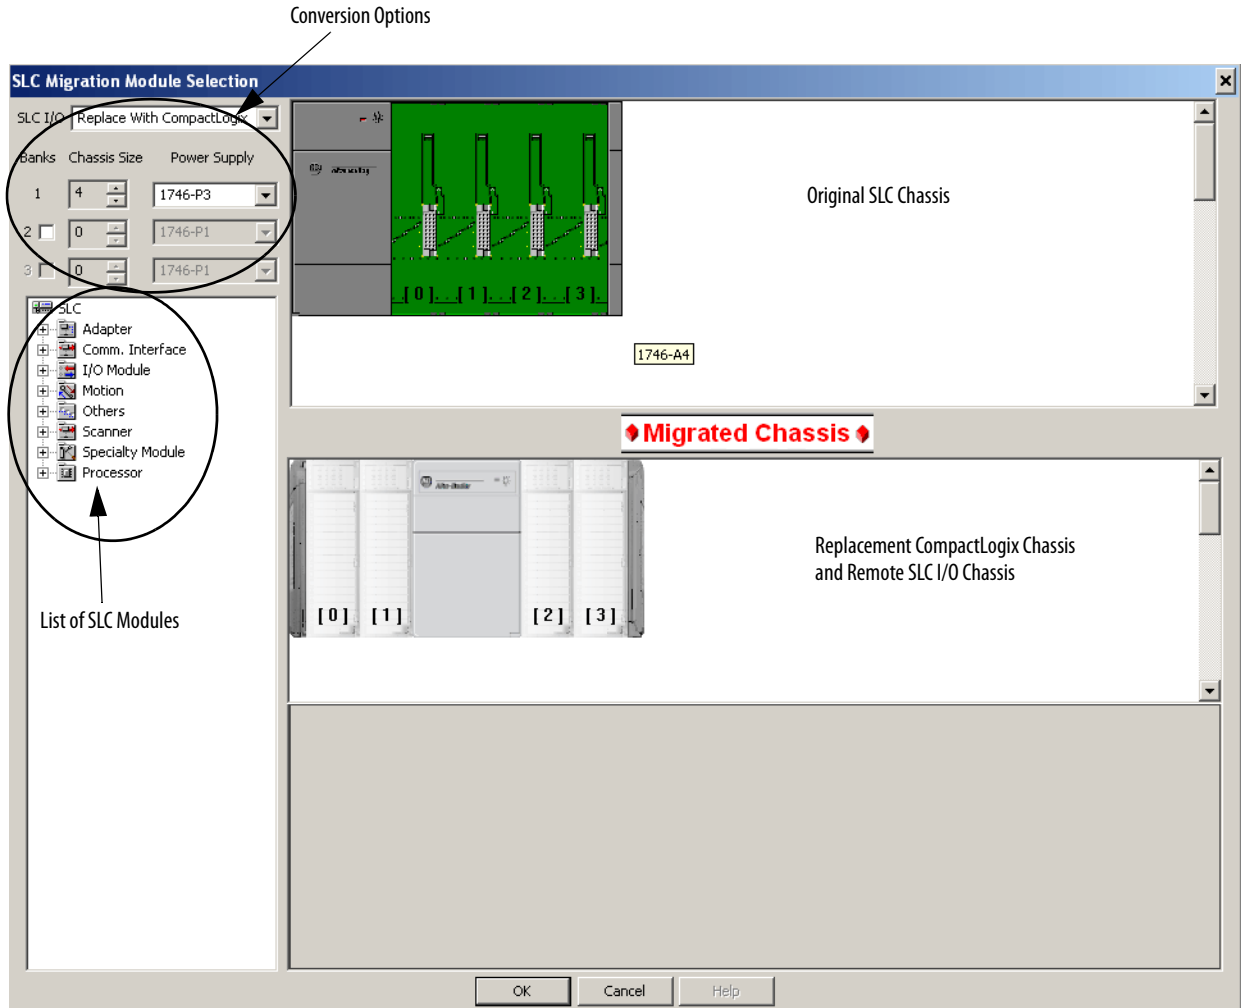 Conversion Options
SLC Migration Module Selection
SLC I/O Replace With CompactLogix
Banks Chassis Size Power Supply
1 4 1746-P3
2 0 1746-P1
3 0 1746-P1
SLC
Adapter
Comm. Interface
I/O Module
Motion
Others
Scanner
Specialty Module
Processor
List of SLC Modules
[ 0 ] [ 1 ] [ 2 ] [ 3 ]
Original SLC Chassis
1746-A4
Migrated Chassis
Allen-Bradley
[ 0 ] [ 1 ] [ 2 ] [ 3 ]
Replacement CompactLogix Chassis
and Remote SLC I/O Chassis
OK Cancel Help